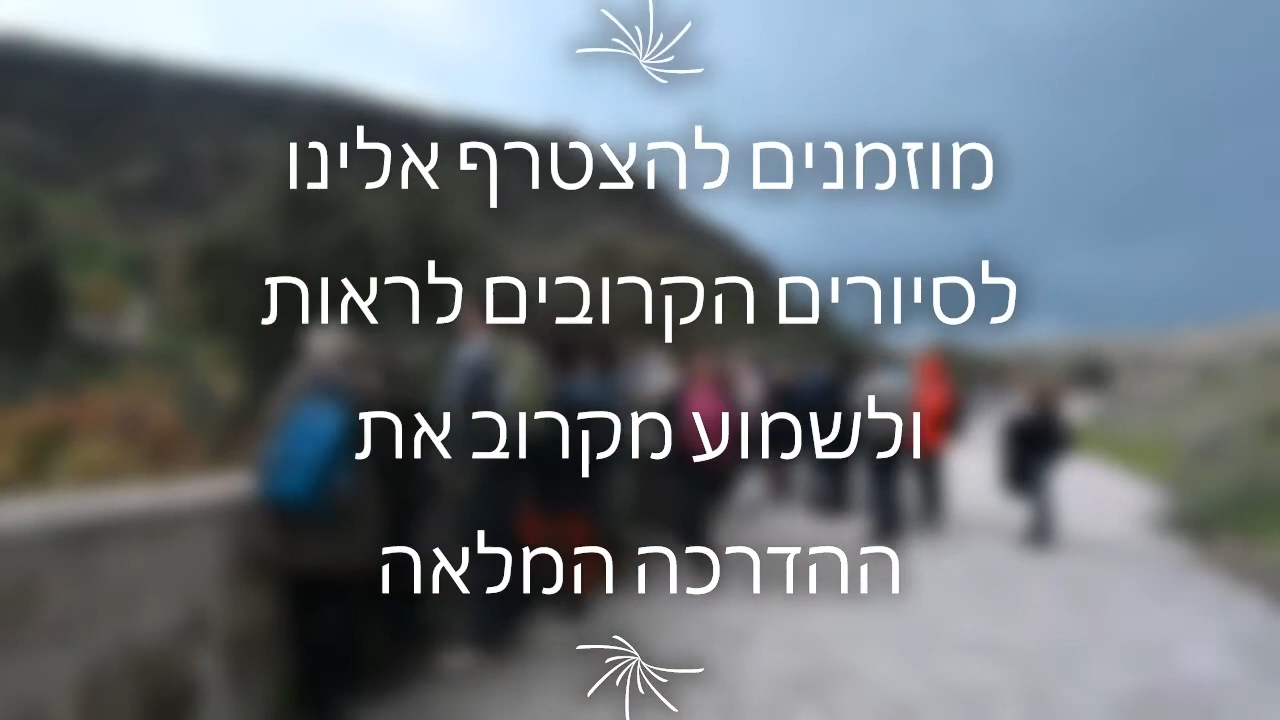 מוזמנים להצטרף אלינו
לסיורים הקרובים לראות
ולשמוע מקרוב את
ההדרכה המלאה